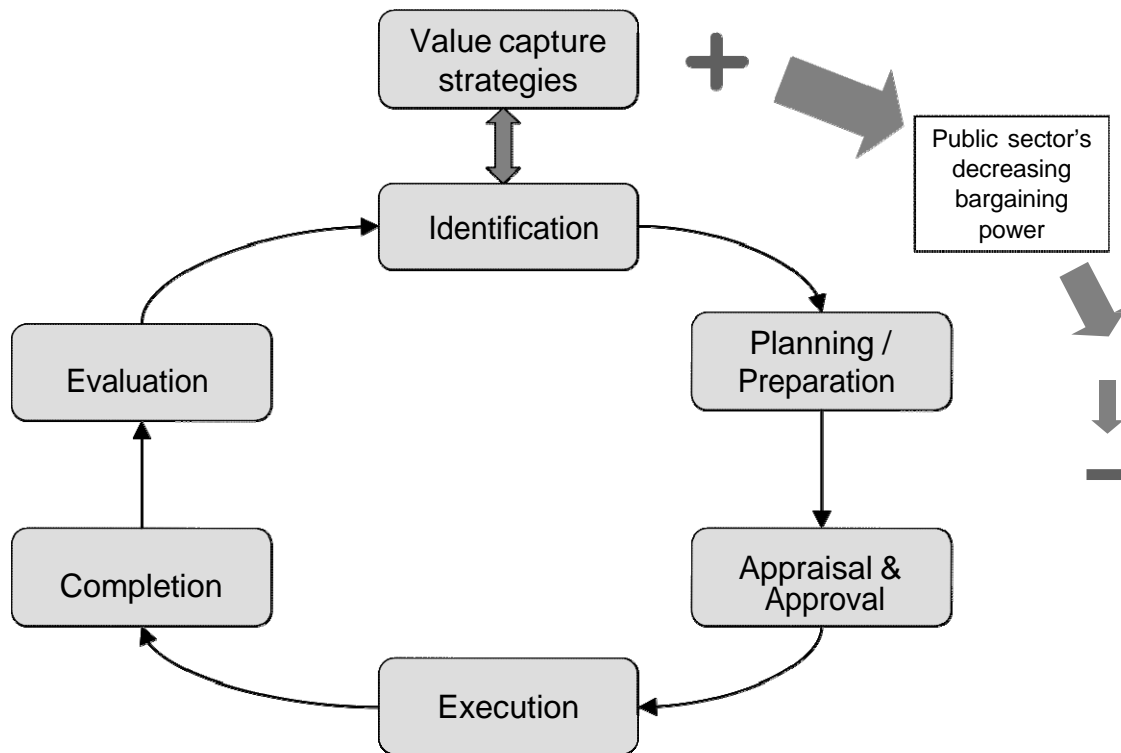 Value capture
strategies
+
Public sector's
decreasing
bargaining
power
Identification
Planning /
Preparation
Evaluation
Completion
Appraisal &
Approval
Execution